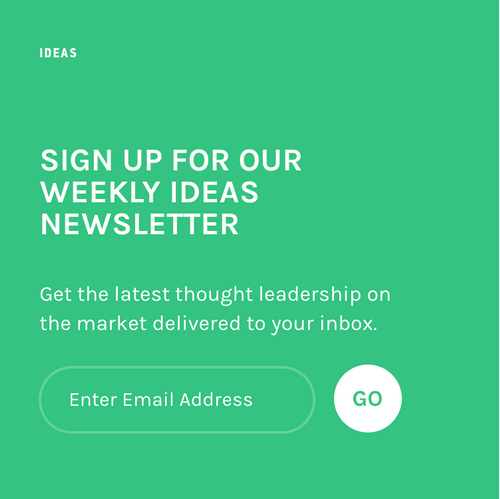 IDEAS
SIGN UP FOR OUR
WEEKLY IDEAS
NEWSLETTER
Get the latest thought leadership on
the market delivered to your inbox.
Enter Email Address
GO